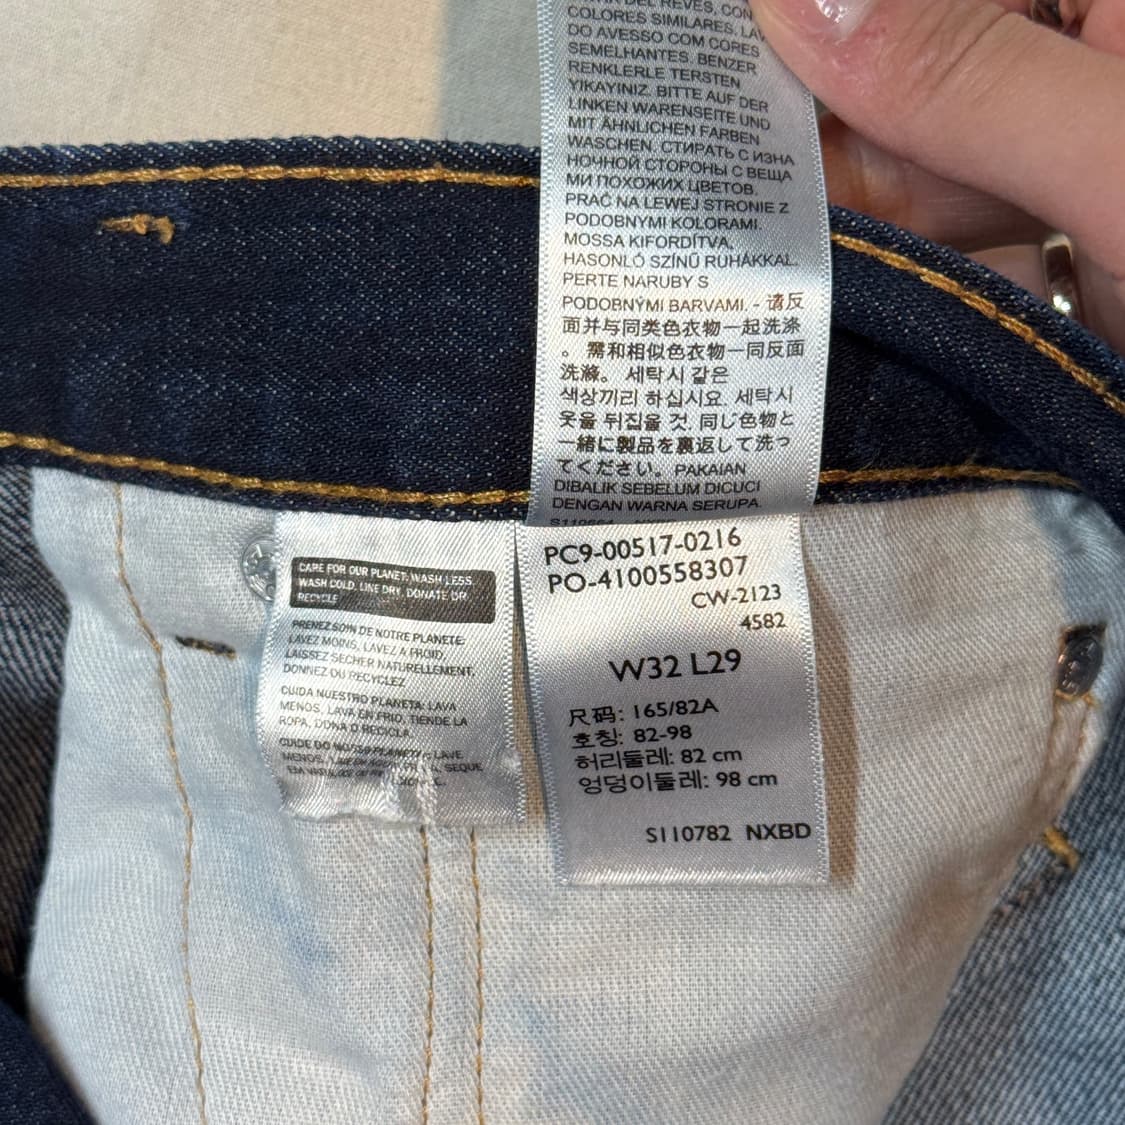 DEL REVES, CON
COLORES SIMILARES. LAV
DO AVESSO COM CORES
SEMELHANTES. BENZER
RENKLERLE TERSTEN
YIKAYINIZ. BITTE AUF DER
LINKEN WARENSEITE UND
MIT ÄHNLICHEN FARBEN
WASCHEN. СТИРАТЬ С ИЗНА
НОЧНОЙ СТОРОНЫ С ВЕЩА
МИ ПОХОЖИХ ЦВЕТОВ.
PRAĆ NA LEWEJ STRONIE Z
PODOBNYMI KOLORAMI.
MOSSA KIFORDÍTVA,
HASONLÓ SZÍNŰ RUHÁKKAL.
PERTE NARUBY S
PODOBNÝMI BARVAMI. - 请反
面并与同类色衣物一起洗涤
。需和相似色衣物一同反面
洗滌。 세탁시 같은
색상끼리 하십시요. 세탁시
옷을 뒤집을 것. 同じ色物と
一緒に製品を裏返して洗っ
てください。 PAKAIAN
DIBALIK SEBELUM DICUCI
DENGAN WARNA SERUPA.
CARE FOR OUR PLANET: WASH LESS,
WASH COLD, LINE DRY, DONATE OR
RECYCLE
PRENEZ SOIN DE NOTRE PLANETE:
LAVEZ MOINS, LAVEZ A FROID,
LAISSEZ SECHER NATURELLEMENT,
DONNEZ OU RECYCLEZ
CUIDA NUESTRO PLANETA: LAVA
MENOS, LAVA EN FRIO, TIENDE LA
ROPA, DONA O RECICLA.
CUIDE DO NOSSO PLANETA – LAVE
MENOS, SEQUE
PC9-00517-0216
PO-4100558307
CW-2123
4582
W32 L29
尺码: 165/82A
호칭: 82-98
허리둘레: 82 cm
엉덩이둘레: 98 cm
S110782 NXBD